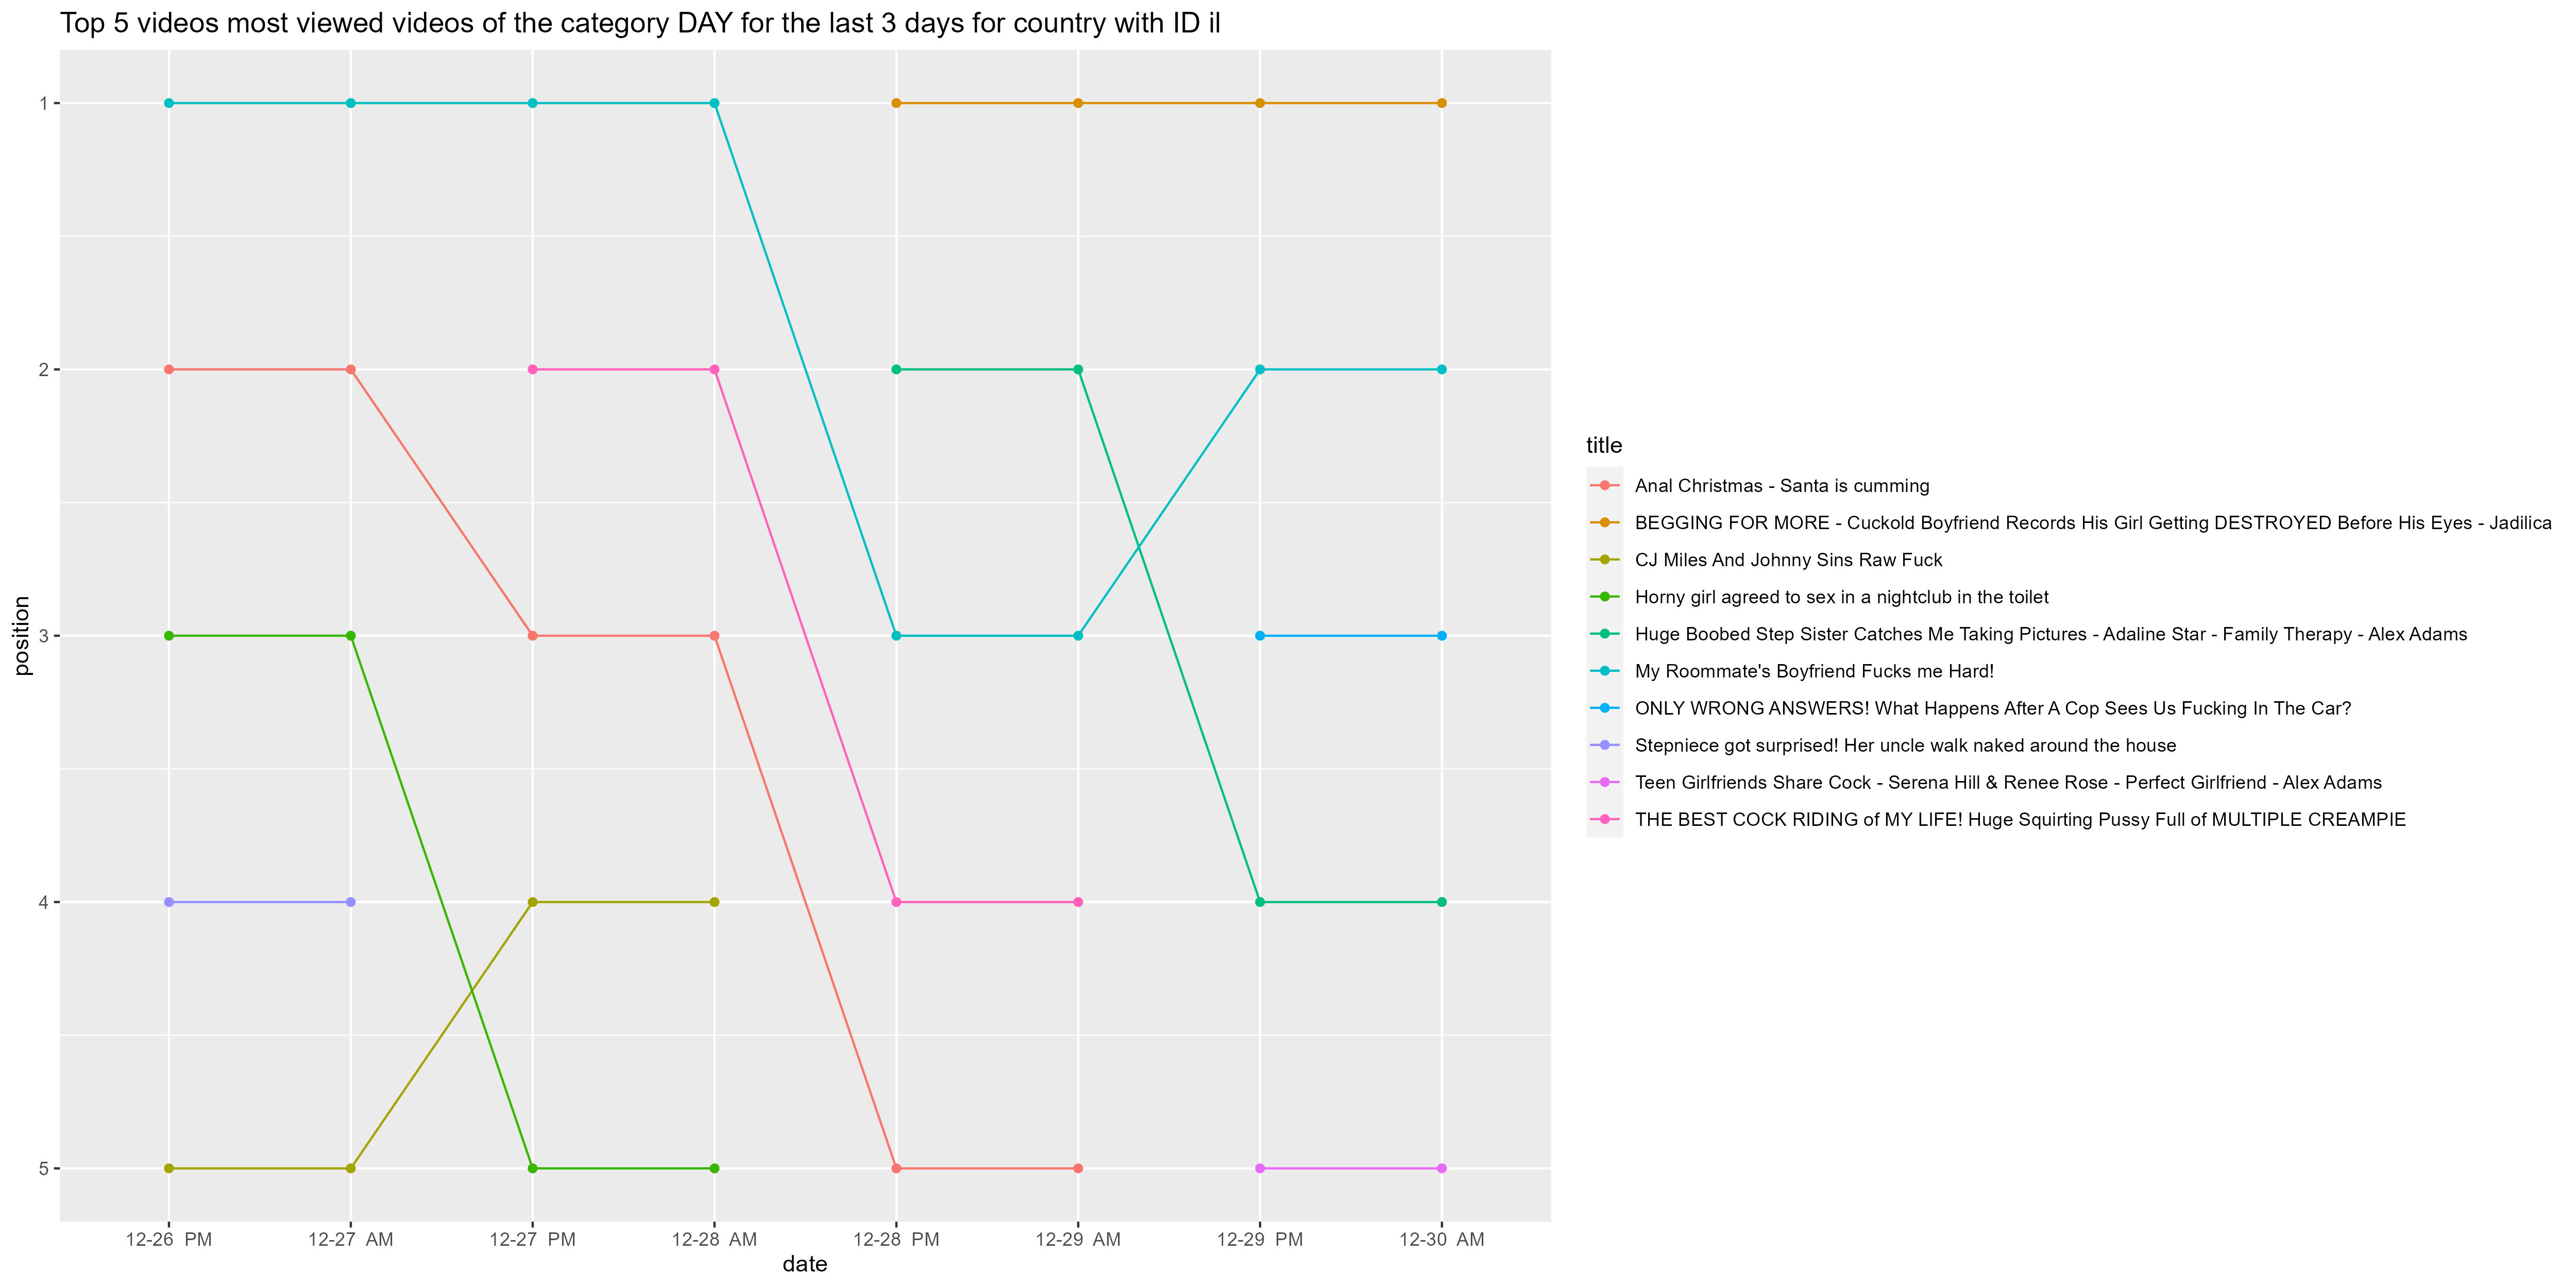 Top 5 videos most viewed videos of the category DAY for the last 3 days for country with ID il
1
2
3
4
5
position
12-26 PM
12-27 AM
12-27 PM
12-28 AM
12-28 PM
12-29 AM
12-29 PM
12-30 AM
date
title
Anal Christmas - Santa is cumming
BEGGING FOR MORE - Cuckold Boyfriend Records His Girl Getting DESTROYED Before His Eyes - Jadilica
CJ Miles And Johnny Sins Raw Fuck
Horny girl agreed to sex in a nightclub in the toilet
Huge Boobed Step Sister Catches Me Taking Pictures - Adaline Star - Family Therapy - Alex Adams
My Roommate's Boyfriend Fucks me Hard!
ONLY WRONG ANSWERS! What Happens After A Cop Sees Us Fucking In The Car?
Stepniece got surprised! Her uncle walk naked around the house
Teen Girlfriends Share Cock - Serena Hill & Renee Rose - Perfect Girlfriend - Alex Adams
THE BEST COCK RIDING of MY LIFE! Huge Squirting Pussy Full of MULTIPLE CREAMPIE